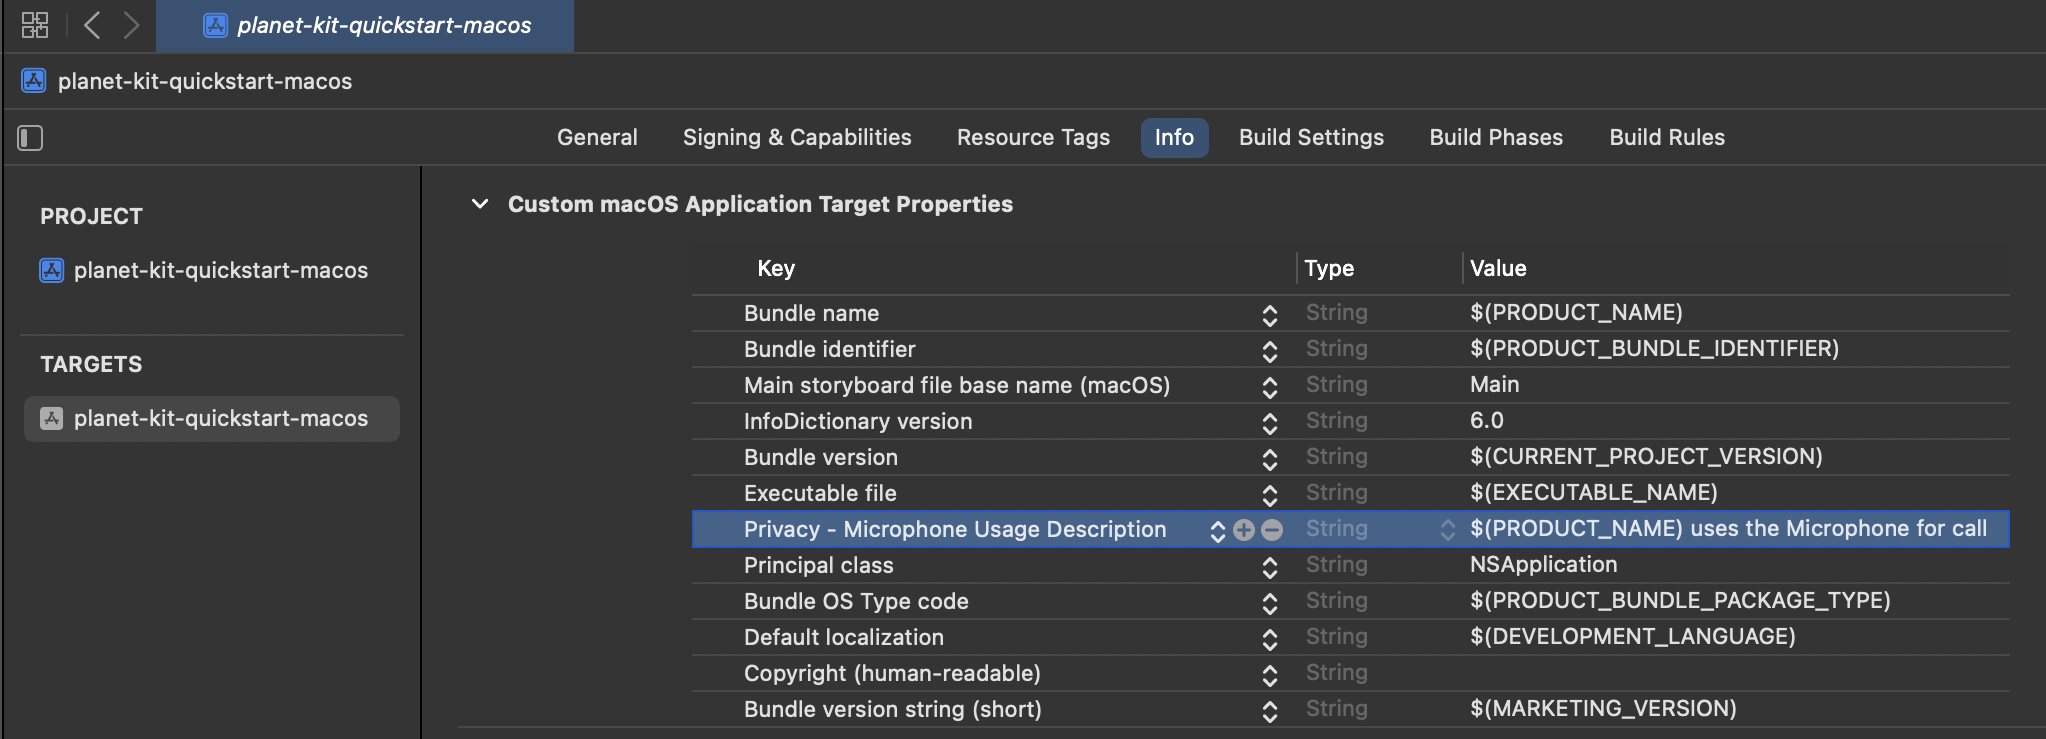 planet-kit-quickstart-macos
planet-kit-quickstart-macos
General Signing & Capabilities Resource Tags Info Build Settings Build Phases Build Rules
PROJECT
planet-kit-quickstart-macos
TARGETS
planet-kit-quickstart-macos
Custom macOS Application Target Properties
Key Type Value
Bundle name String $(PRODUCT_NAME)
Bundle identifier String $(PRODUCT_BUNDLE_IDENTIFIER)
Main storyboard file base name (macOS) String Main
InfoDictionary version String 6.0
Bundle version String $(CURRENT_PROJECT_VERSION)
Executable file String $(EXECUTABLE_NAME)
Privacy - Microphone Usage Description String $(PRODUCT_NAME) uses the Microphone for call
Principal class String NSApplication
Bundle OS Type code String $(PRODUCT_BUNDLE_PACKAGE_TYPE)
Default localization String $(DEVELOPMENT_LANGUAGE)
Copyright (human-readable) String
Bundle version string (short) String $(MARKETING_VERSION)